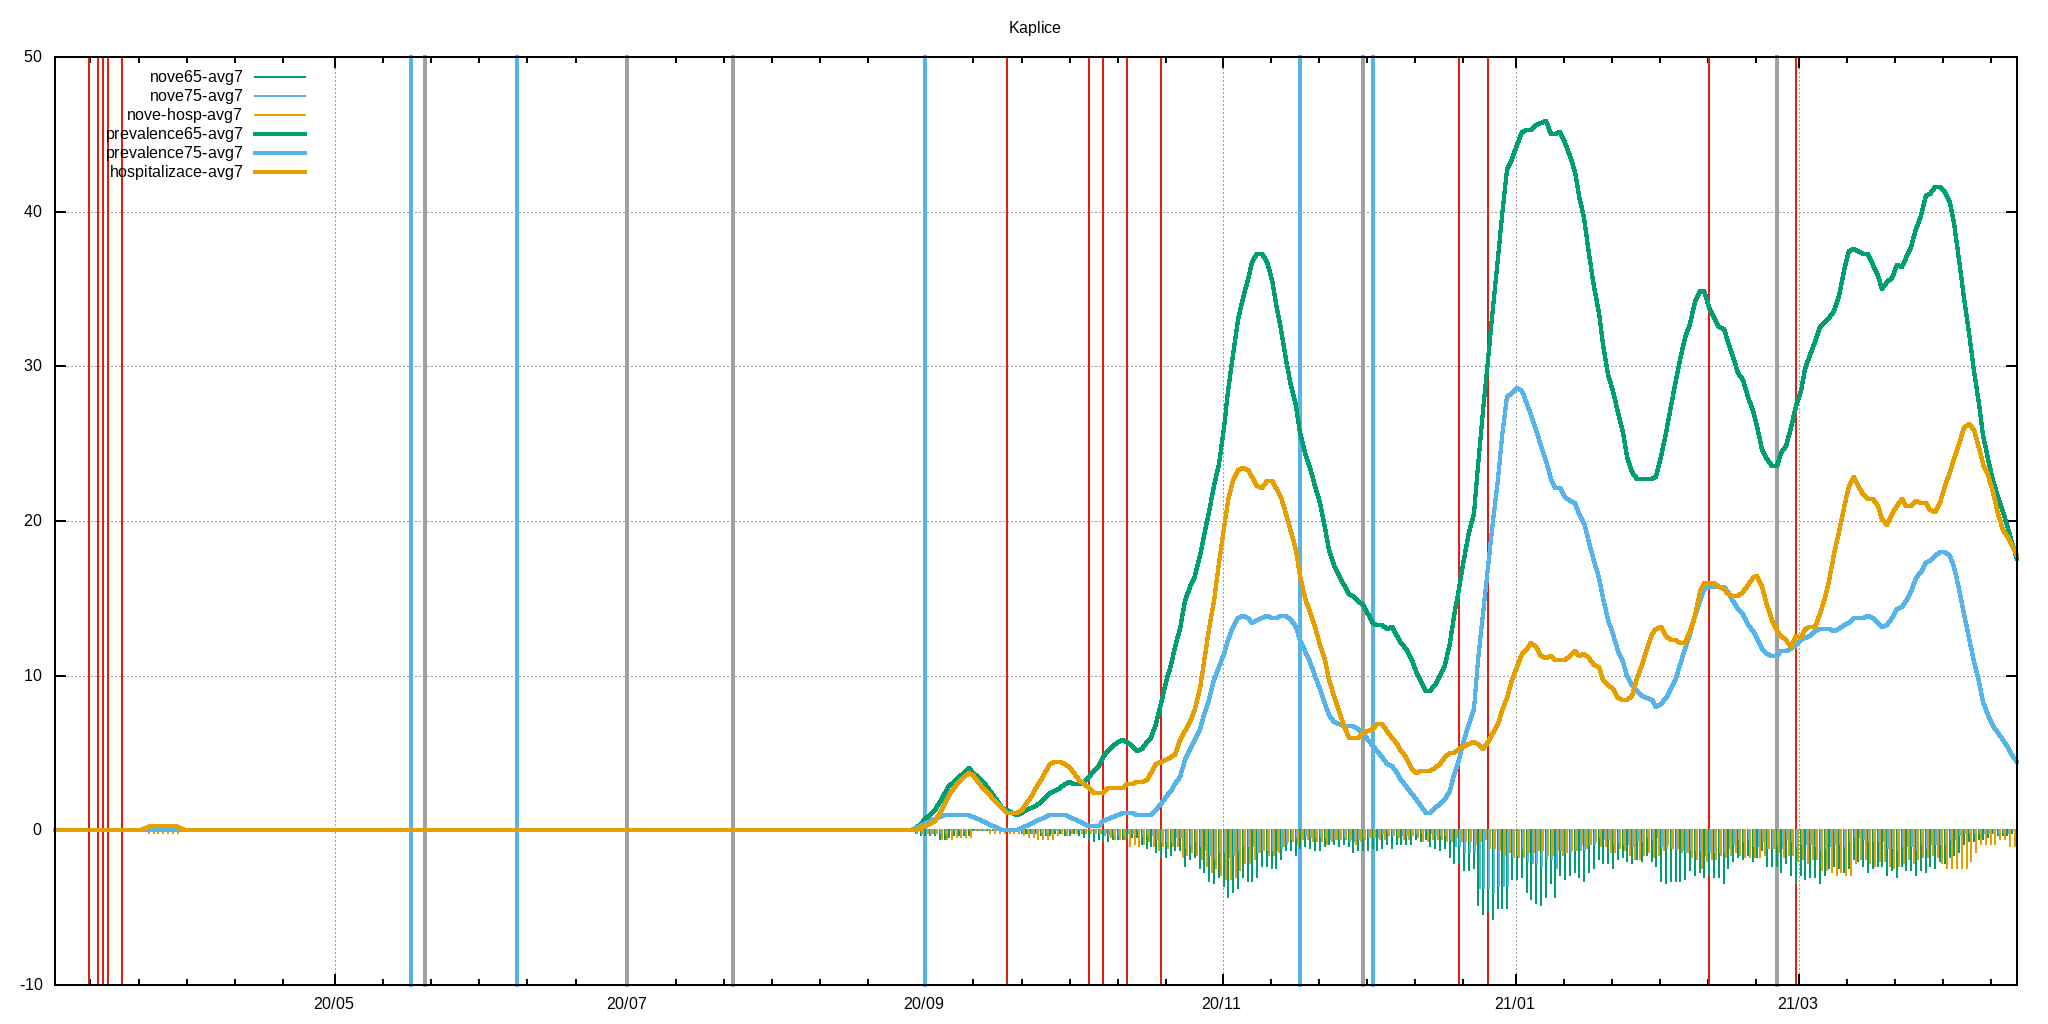 Kaplice
50
nove65-avg7
nove75-avg7
nove-hosp-avg7
prevalence65-avg7
prevalence75-avg7
hospitalizace-avg7
40
30
20
10
0
-10
20/05 20/07 20/09 20/11 21/01 21/03